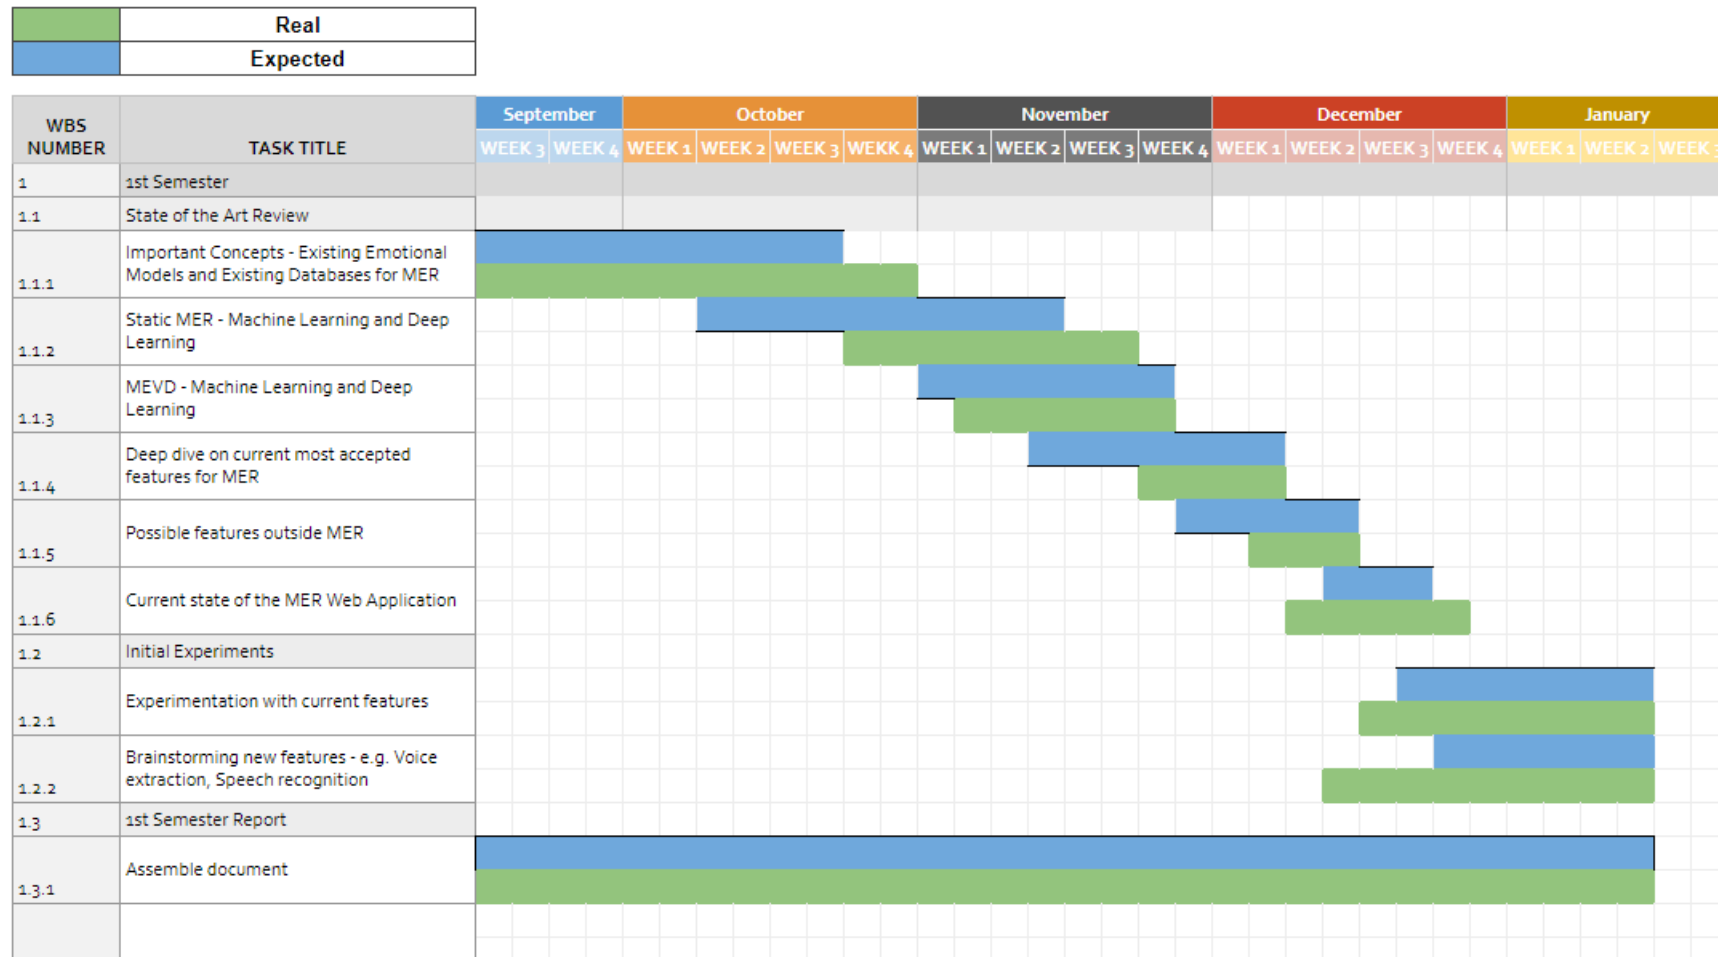 Real
Expected
WBS NUMBER TASK TITLE September October November December January
WEEK 3 WEEK 4 WEEK 1 WEEK 2 WEEK 3 WEKK 4 WEEK 1 WEEK 2 WEEK 3 WEEK 4 WEEK 1 WEEK 2 WEEK 3 WEEK 4 WEEK 1 WEEK 2 WEEK 3
1 1st Semester
1.1 State of the Art Review
1.1.1 Important Concepts - Existing Emotional
Models and Existing Databases for MER
1.1.2 Static MER - Machine Learning and Deep
Learning
1.1.3 MEVD - Machine Learning and Deep
Learning
1.1.4 Deep dive on current most accepted
features for MER
1.1.5 Possible features outside MER
1.1.6 Current state of the MER Web Application
1.2 Initial Experiments
1.2.1 Experimentation with current features
1.2.2 Brainstorming new features - e.g. Voice
extraction, Speech recognition
1.3 1st Semester Report
1.3.1 Assemble document